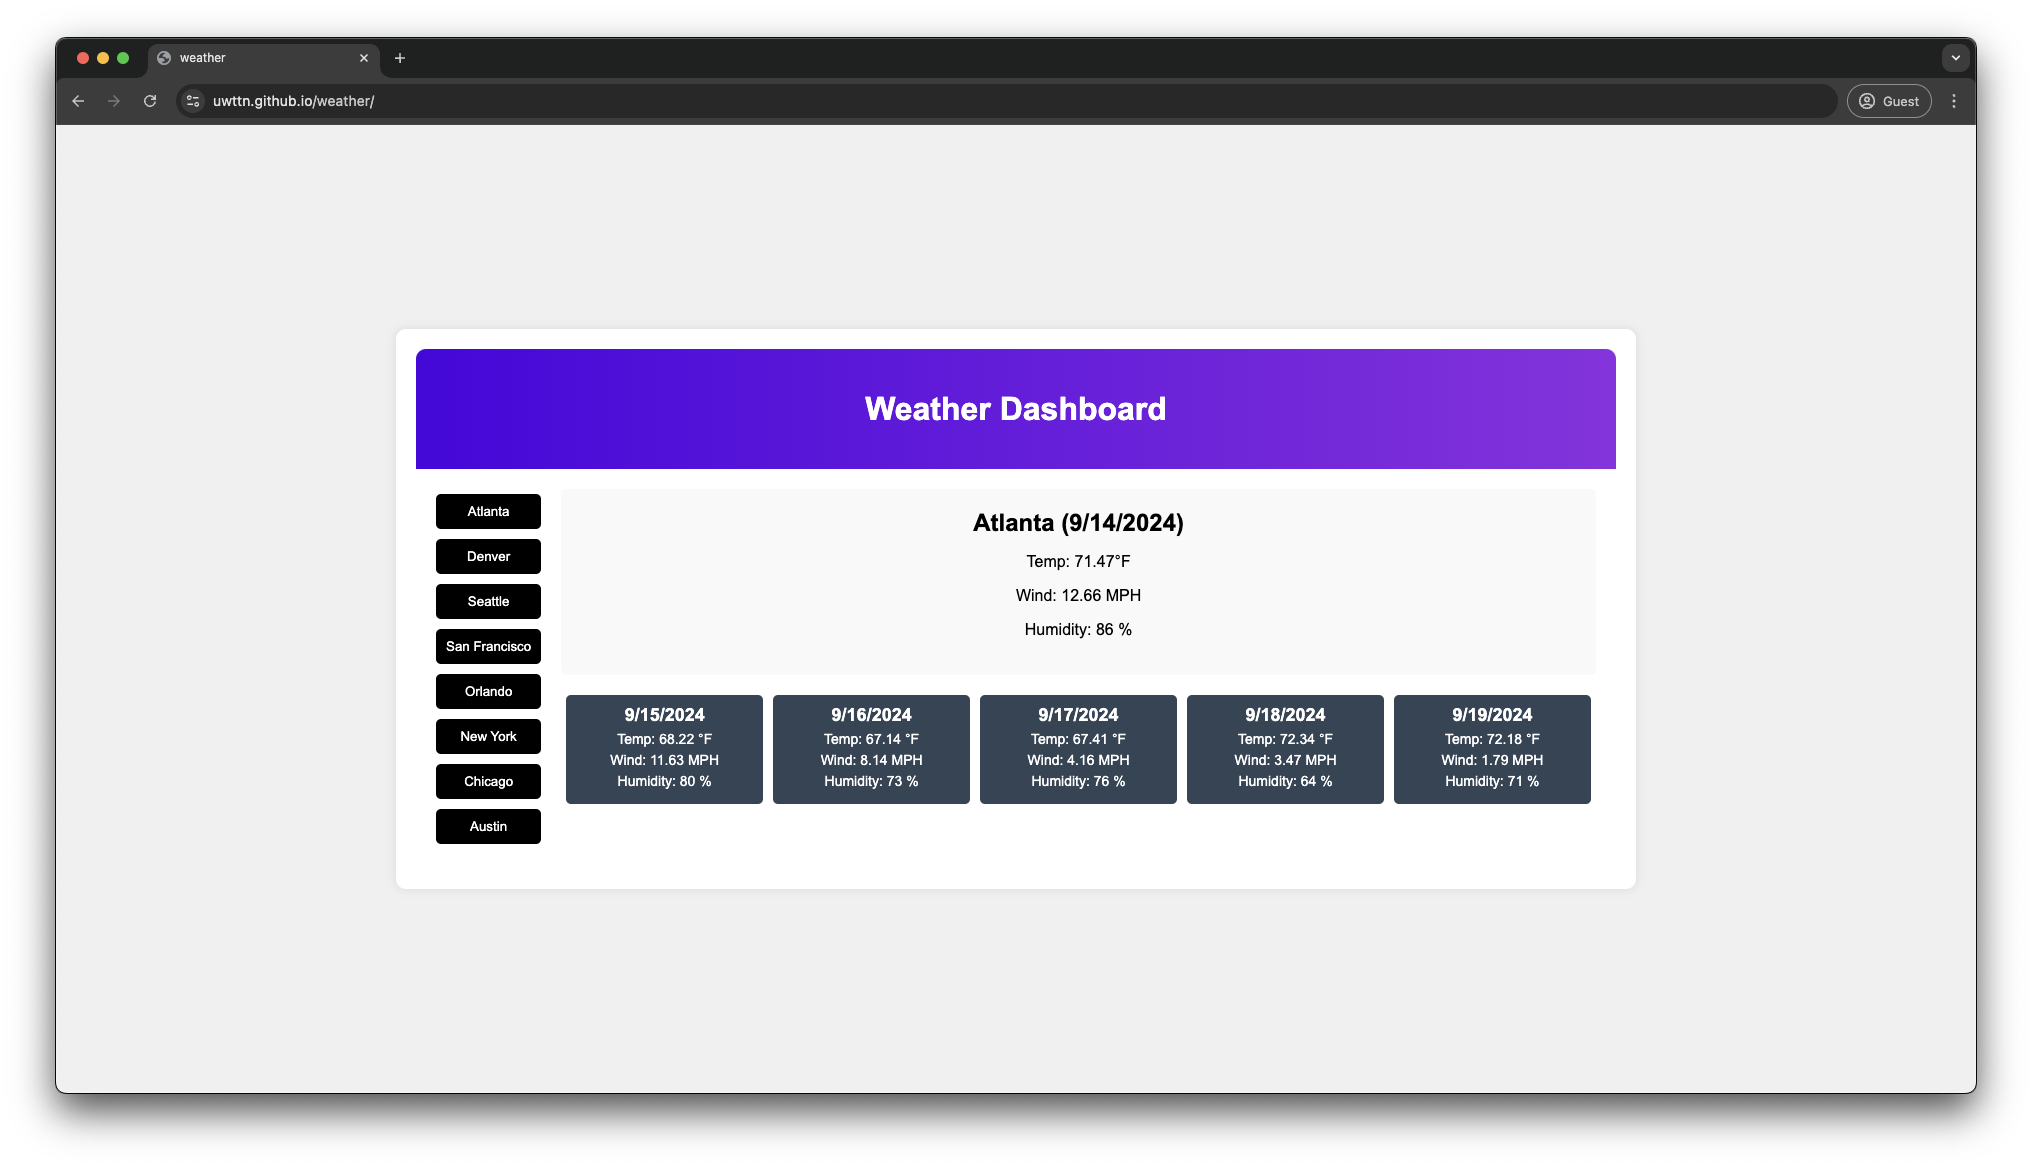 weather
uwttn.github.io/weather/
Guest
Weather Dashboard
Atlanta
Denver
Seattle
San Francisco
Orlando
New York
Chicago
Austin
Atlanta (9/14/2024)
Temp: 71.47°F
Wind: 12.66 MPH
Humidity: 86 %
9/15/2024
Temp: 68.22 °F
Wind: 11.63 MPH
Humidity: 80 %
9/16/2024
Temp: 67.14 °F
Wind: 8.14 MPH
Humidity: 73 %
9/17/2024
Temp: 67.41 °F
Wind: 4.16 MPH
Humidity: 76 %
9/18/2024
Temp: 72.34 °F
Wind: 3.47 MPH
Humidity: 64 %
9/19/2024
Temp: 72.18 °F
Wind: 1.79 MPH
Humidity: 71 %